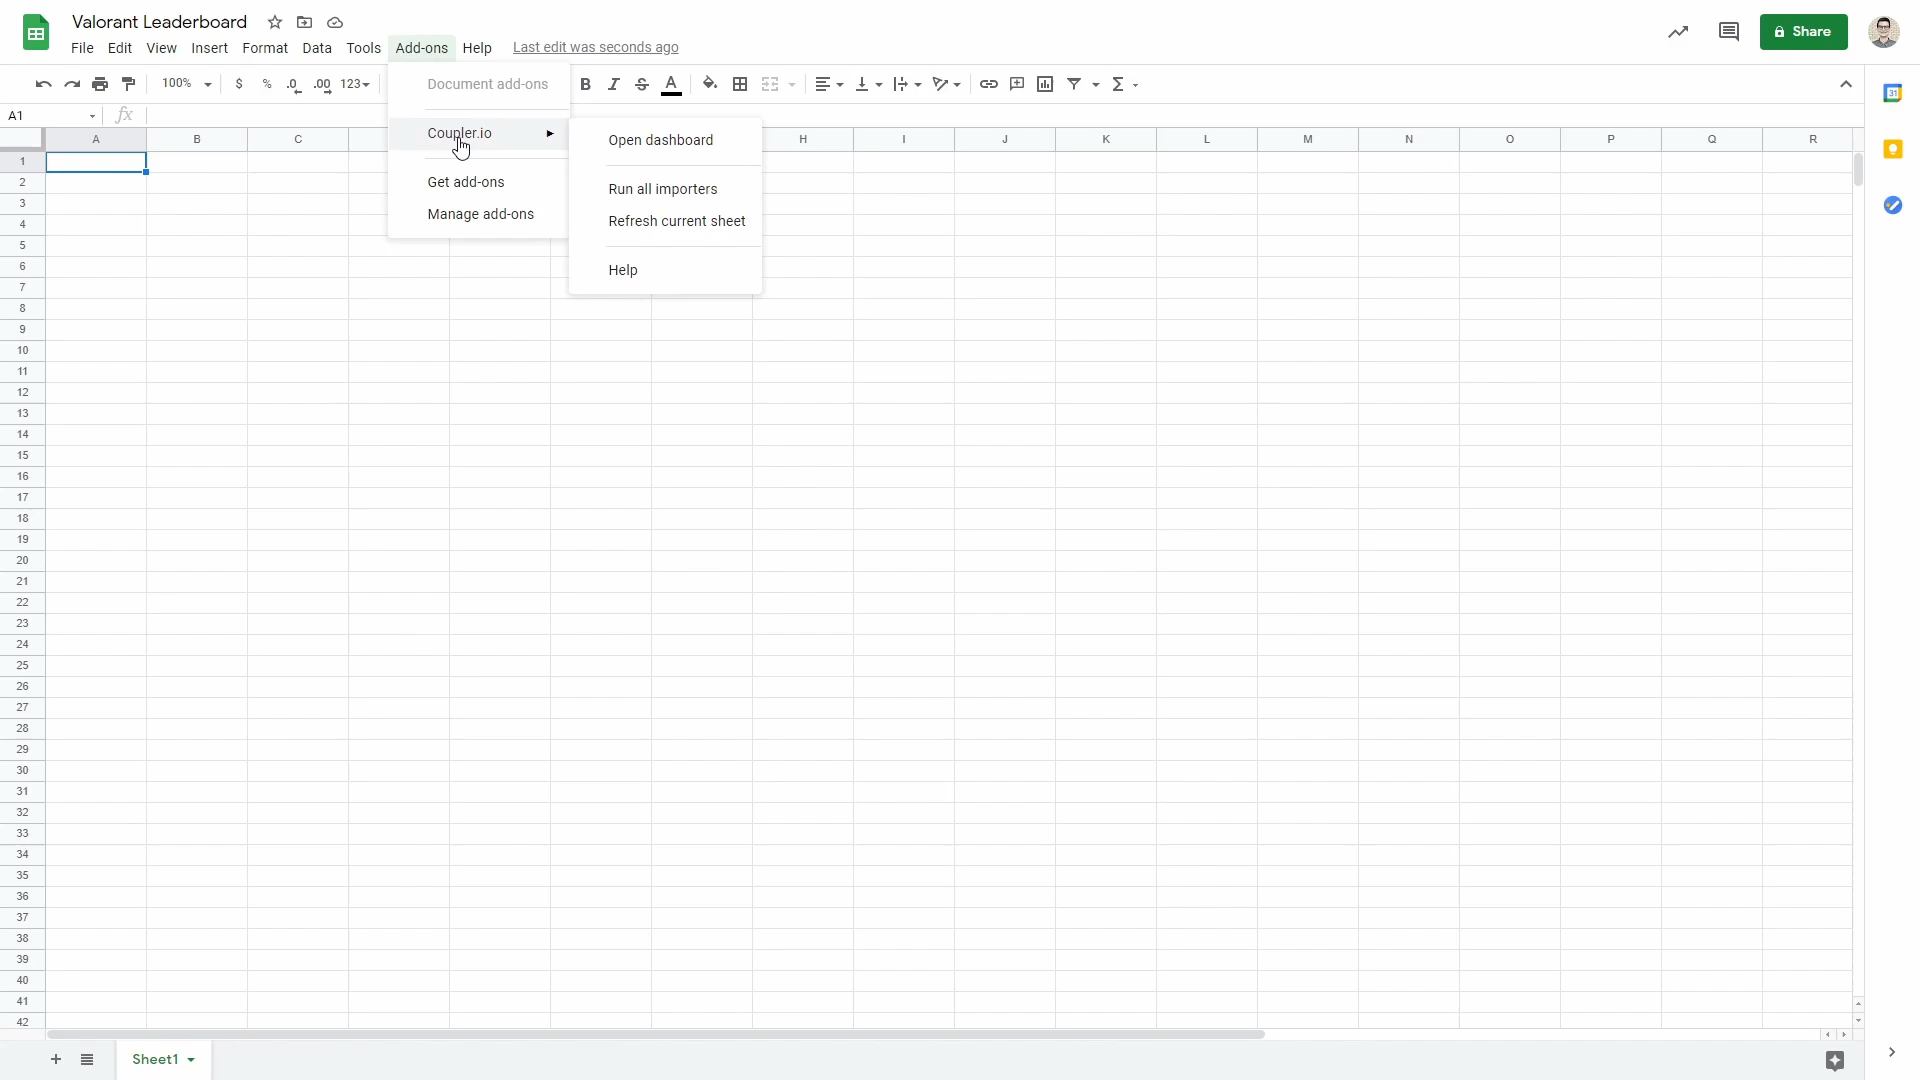 Valorant Leaderboard
File Edit View Insert Format Data Tools Add-ons Help Last edit was seconds ago
Share
100% $ % .0 .00 123 B I S A Σ
Document add-ons
Coupler.io
Get add-ons
Manage add-ons
Open dashboard
Run all importers
Refresh current sheet
Help
A1 fx
A B C H I J K L M N O P Q R
1
2
3
4
5
6
7
8
9
10
11
12
13
14
15
16
17
18
19
20
21
22
23
24
25
26
27
28
29
30
31
32
33
34
35
36
37
38
39
40
41
42
31
Sheet1